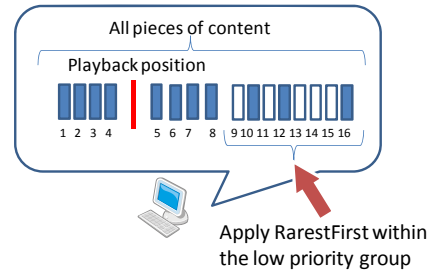 All pieces of content
Playback position
1 2 3 4 5 6 7 8 9 10 11 12 13 14 15 16
Apply RarestFirst within
the low priority group